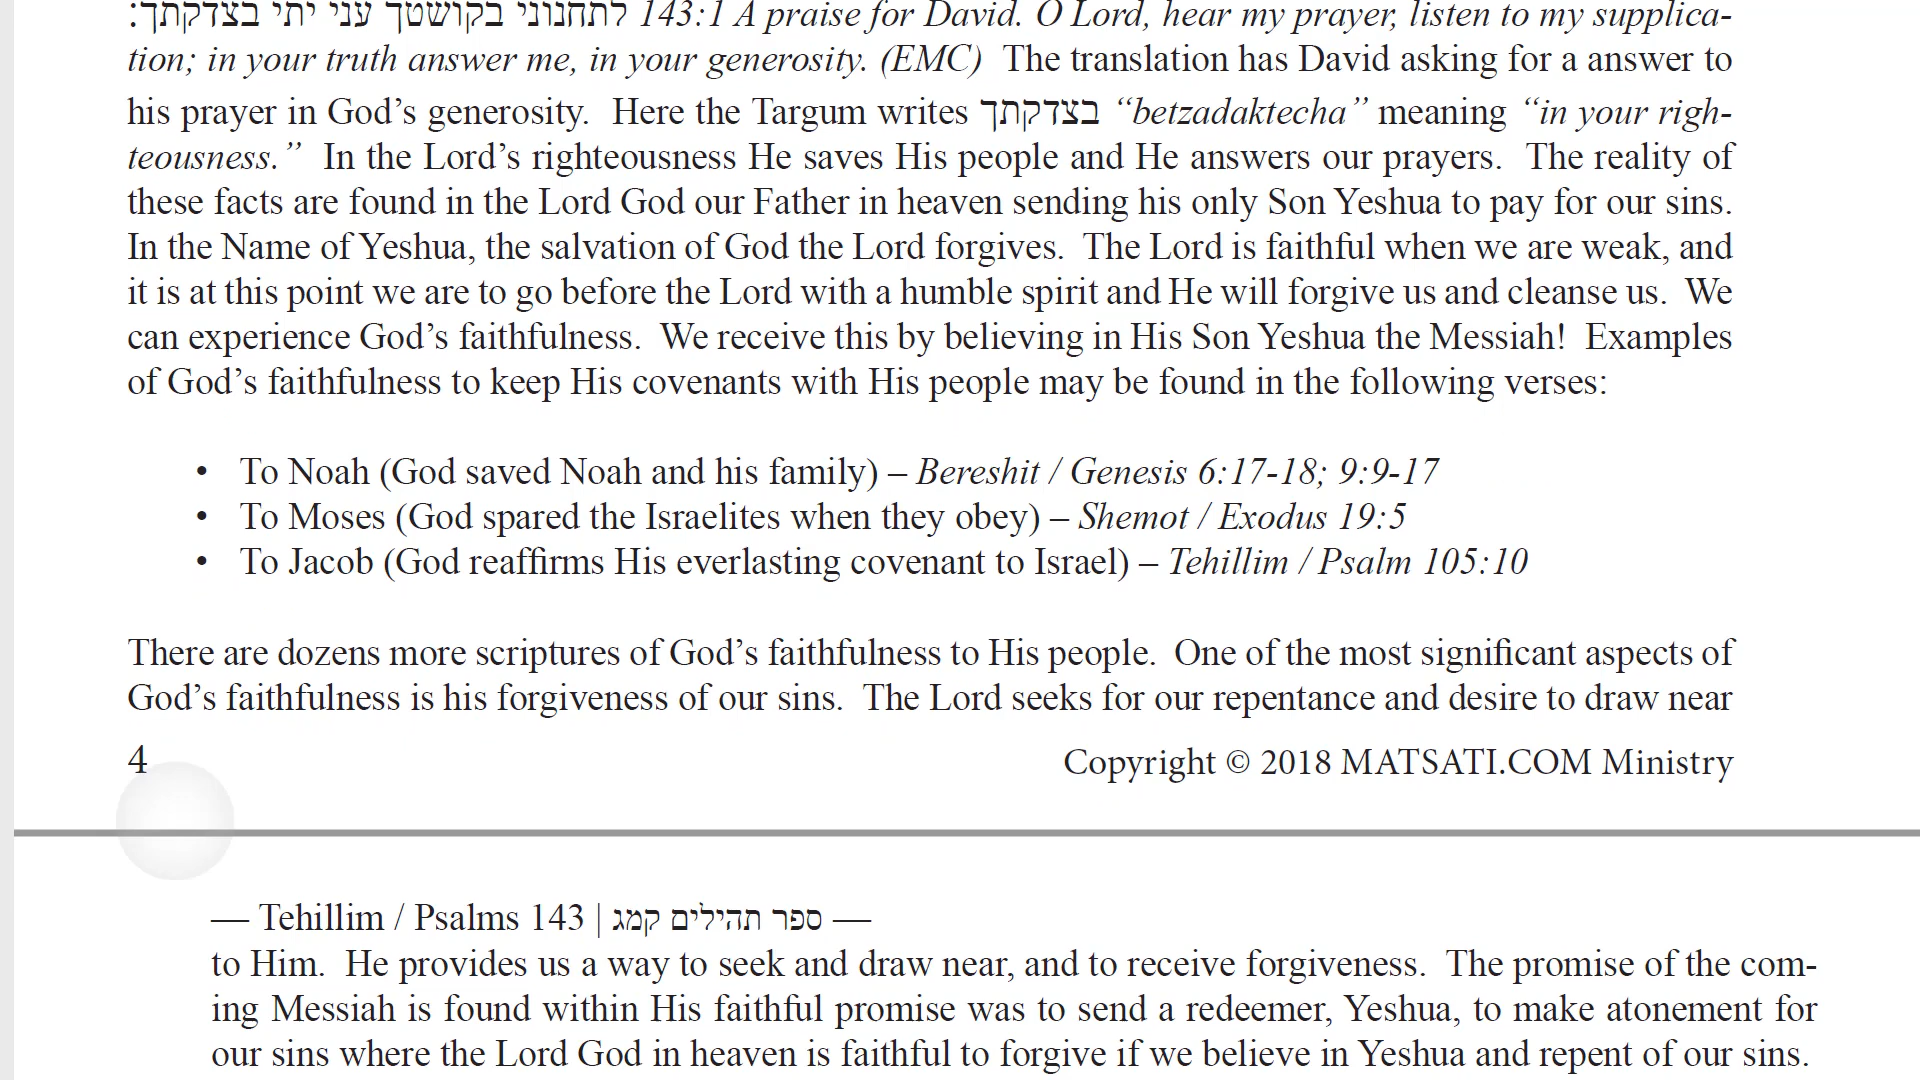 לתחנוני בקושטך עני יתי בצדקתך: 143:1 A praise for David. O Lord, hear my prayer, listen to my supplica-
tion; in your truth answer me, in your generosity. (EMC)  The translation has David asking for a answer to
his prayer in God’s generosity.  Here the Targum writes בצדקתך “betzadaktecha” meaning “in your righ-
teousness.”  In the Lord’s righteousness He saves His people and He answers our prayers.  The reality of
these facts are found in the Lord God our Father in heaven sending his only Son Yeshua to pay for our sins.
In the Name of Yeshua, the salvation of God the Lord forgives.  The Lord is faithful when we are weak, and
it is at this point we are to go before the Lord with a humble spirit and He will forgive us and cleanse us.  We
can experience God’s faithfulness.  We receive this by believing in His Son Yeshua the Messiah!  Examples
of God’s faithfulness to keep His covenants with His people may be found in the following verses:
• To Noah (God saved Noah and his family) – Bereshit / Genesis 6:17-18; 9:9-17
• To Moses (God spared the Israelites when they obey) – Shemot / Exodus 19:5
• To Jacob (God reaffirms His everlasting covenant to Israel) – Tehillim / Psalm 105:10
There are dozens more scriptures of God’s faithfulness to His people.  One of the most significant aspects of
God’s faithfulness is his forgiveness of our sins.  The Lord seeks for our repentance and desire to draw near
4 Copyright © 2018 MATSATI.COM Ministry
— Tehillim / Psalms 143 | ספר תהילים קמג —
to Him.  He provides us a way to seek and draw near, and to receive forgiveness.  The promise of the com-
ing Messiah is found within His faithful promise was to send a redeemer, Yeshua, to make atonement for
our sins where the Lord God in heaven is faithful to forgive if we believe in Yeshua and repent of our sins.